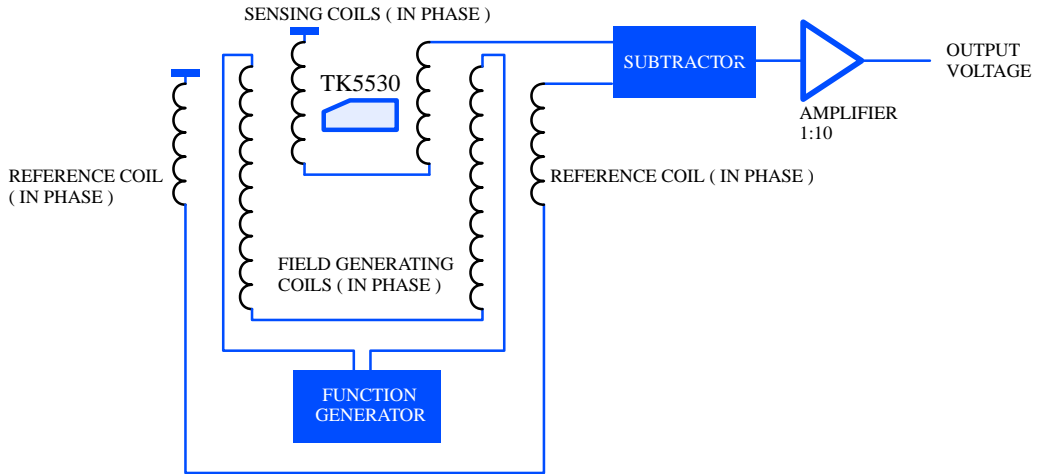 SENSING COILS ( IN PHASE )
TK5530
SUBTRACTOR
OUTPUT
VOLTAGE
AMPLIFIER
1:10
REFERENCE COIL
( IN PHASE )
REFERENCE COIL ( IN PHASE )
FIELD GENERATING
COILS ( IN PHASE )
FUNCTION
GENERATOR